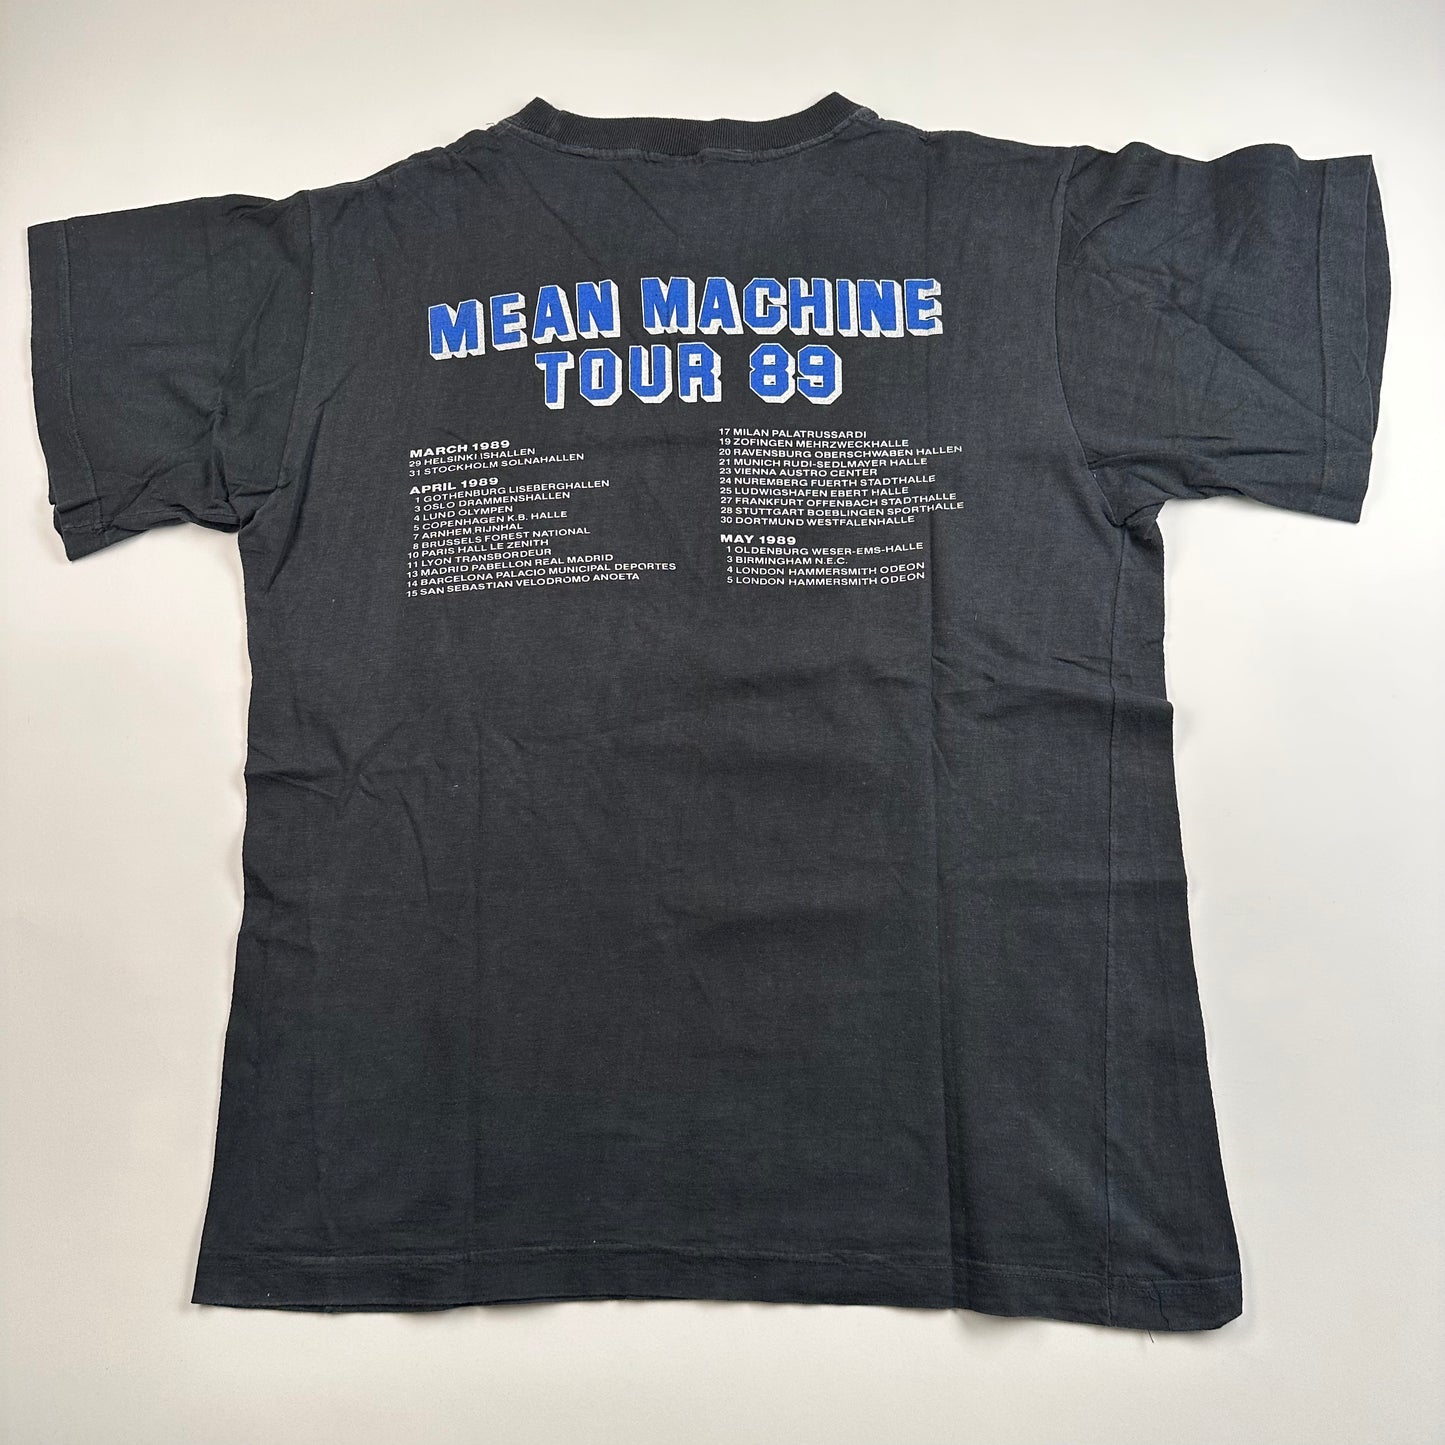 MEAN MACHINE
TOUR 89
MARCH 1989
29 HELSINKI ISHALLEN
31 STOCKHOLM SOLNAHALLEN
APRIL 1989
1 GOTHENBURG LISEBERGHALLEN
3 OSLO DRAMMENSHALLEN
4 LUND OLYMPEN
5 COPENHAGEN K.B. HALLE
7 ARNHEM RIJNHAL
8 BRUSSELS FOREST NATIONAL
10 PARIS HALL LE ZENITH
11 LYON TRANSBORDEUR
13 MADRID PABELLON REAL MADRID
14 BARCELONA PALACIO MUNICIPAL DEPORTES
15 SAN SEBASTIAN VELODROMO ANOETA
17 MILAN PALATRUSSARDI
19 ZOFINGEN MEHRZWECKHALLE
20 RAVENSBURG OBERSCHWABEN HALLEN
21 MUNICH RUDI-SEDLMAYER HALLE
23 VIENNA AUSTRO CENTER
24 NUREMBERG FUERTH STADTHALLE
25 LUDWIGSHAFEN EBERT HALLE
27 FRANKFURT OFFENBACH STADTHALLE
28 STUTTGART BOEBLINGEN SPORTHALLE
30 DORTMUND WESTFALENHALLE
MAY 1989
1 OLDENBURG WESER-EMS-HALLE
3 BIRMINGHAM N.E.C.
4 LONDON HAMMERSMITH ODEON
5 LONDON HAMMERSMITH ODEON